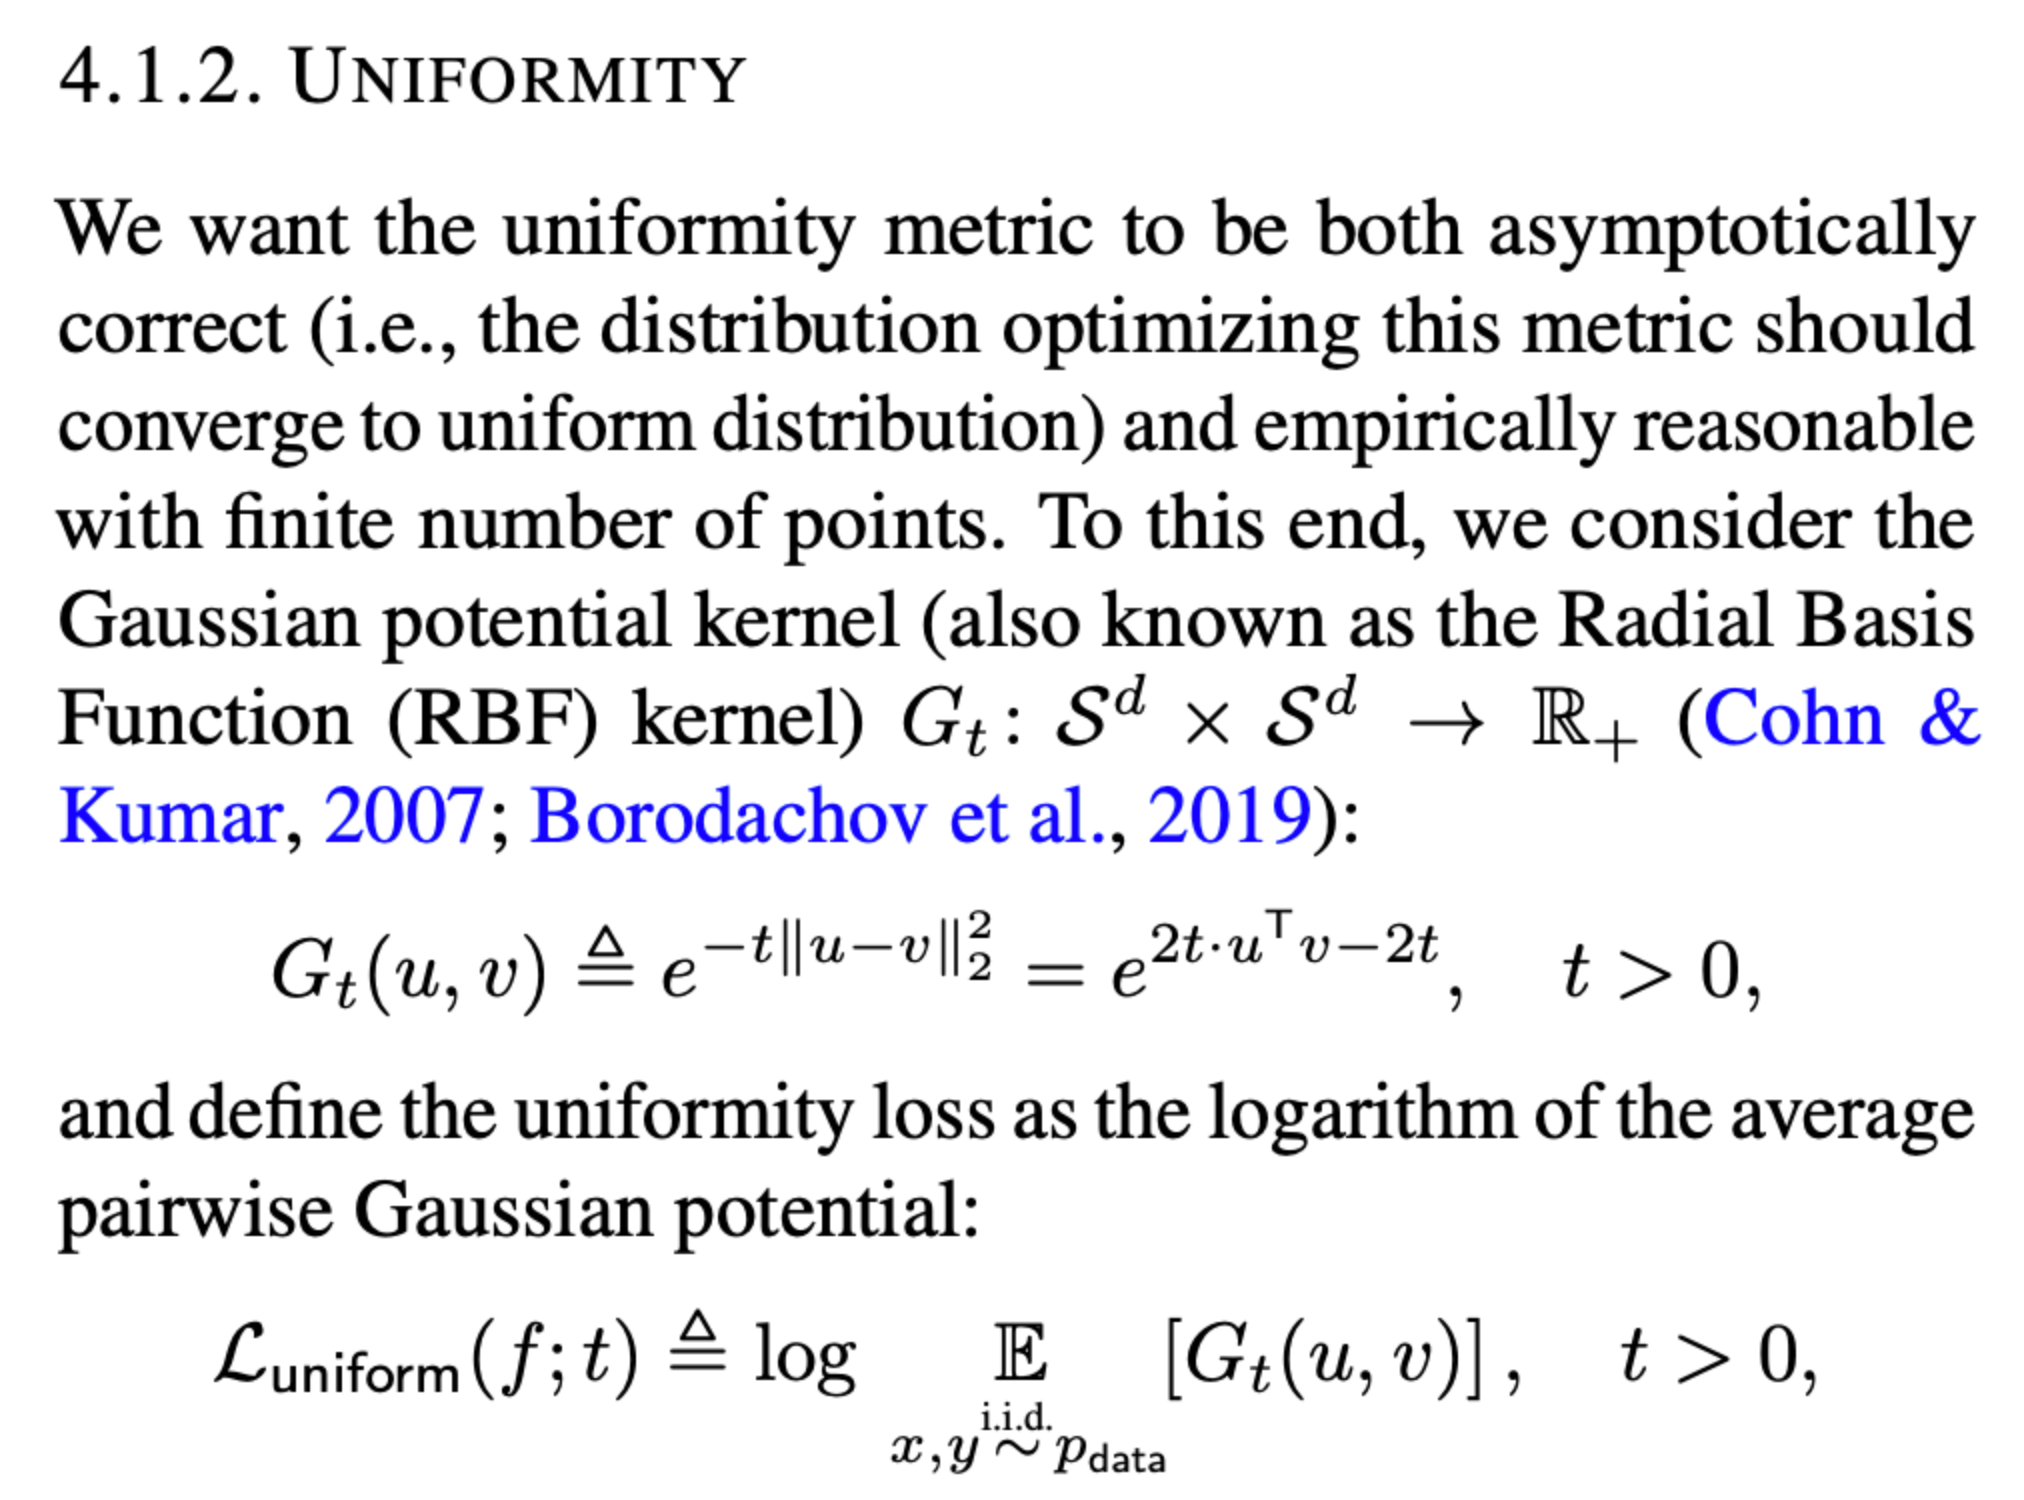 4.1.2. UNIFORMITY
We want the uniformity metric to be both asymptotically
correct (i.e., the distribution optimizing this metric should
converge to uniform distribution) and empirically reasonable
with finite number of points. To this end, we consider the
Gaussian potential kernel (also known as the Radial Basis
Function (RBF) kernel) $G_t : \mathcal{S}^d \times \mathcal{S}^d \to \mathbb{R}_+$ (Cohn &
Kumar, 2007; Borodachov et al., 2019):
$G_t(u, v) \triangleq e^{-t\|u-v\|_2^2} = e^{2t \cdot u^\mathsf{T} v - 2t}, \quad t > 0,$
and define the uniformity loss as the logarithm of the average
pairwise Gaussian potential:
$\mathcal{L}_{\mathsf{uniform}}(f; t) \triangleq \log \mathbb{E}_{x,y \overset{\text{i.i.d.}}{\sim} p_{\mathsf{data}}} [G_t(u, v)], \quad t > 0,$